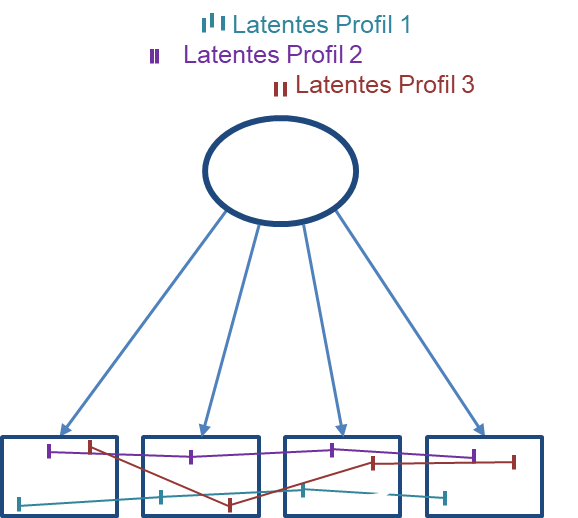 Latentes Profil 1
Latentes Profil 2
Latentes Profil 3